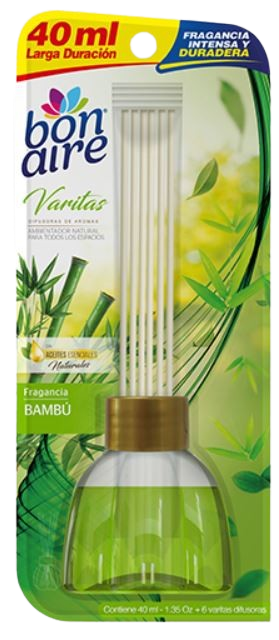 40 ml
Larga Duración
FRAGANCIA
INTENSA Y
DURADERA
bon
aire
Varitas
DIFUSORAS DE AROMAS
AMBIENTADOR NATURAL
PARA TODOS LOS ESPACIOS
CON
ACEITES ESENCIALES
Naturales
Fragancia
BAMBÚ
Contiene 40 ml - 1.35 Oz + 6 varitas difusoras